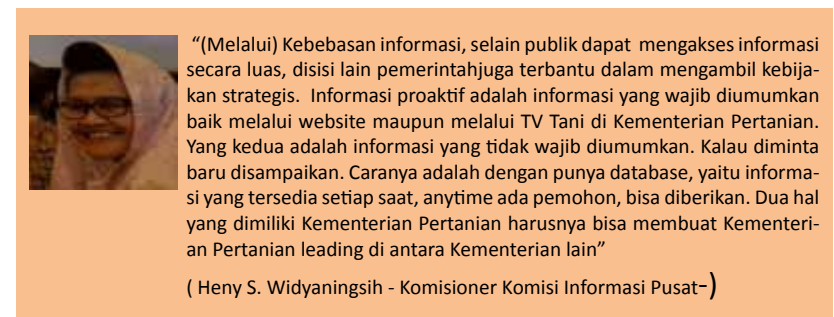 “(Melalui) Kebebasan informasi, selain publik dapat mengakses informasi
secara luas, disisi lain pemerintahjuga terbantu dalam mengambil kebija-
kan strategis. Informasi proaktif adalah informasi yang wajib diumumkan
baik melalui website maupun melalui TV Tani di Kementerian Pertanian.
Yang kedua adalah informasi yang tidak wajib diumumkan. Kalau diminta
baru disampaikan. Caranya adalah dengan punya database, yaitu informa-
si yang tersedia setiap saat, anytime ada pemohon, bisa diberikan. Dua hal
yang dimiliki Kementerian Pertanian harusnya bisa membuat Kementeri-
an Pertanian leading di antara Kementerian lain”
( Heny S. Widyaningsih - Komisioner Komisi Informasi Pusat-)